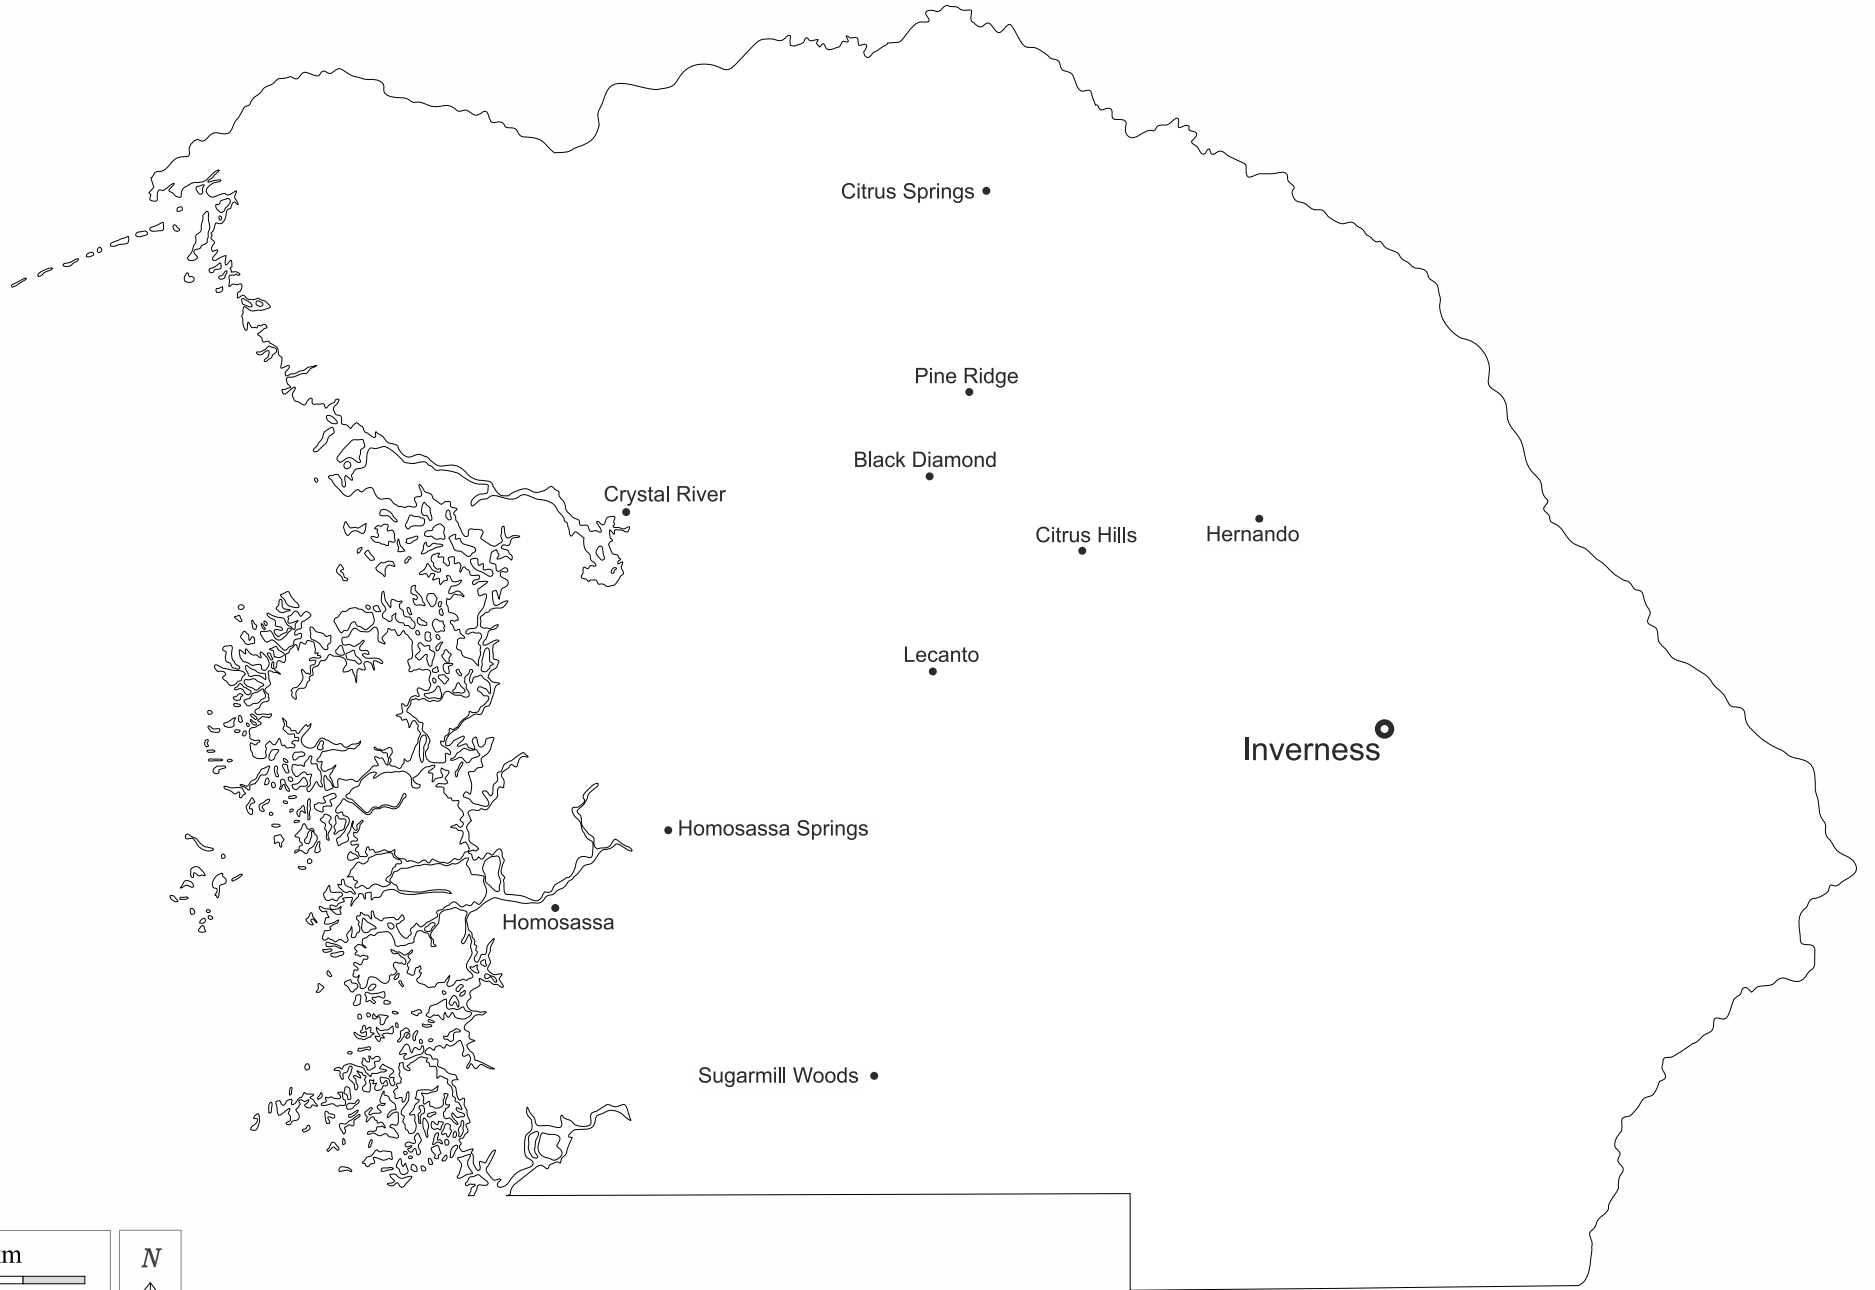 Citrus Springs
Pine Ridge
Black Diamond
Crystal River
Citrus Hills
Hernando
Lecanto
Inverness
Homosassa Springs
Homosassa
Sugarmill Woods
N